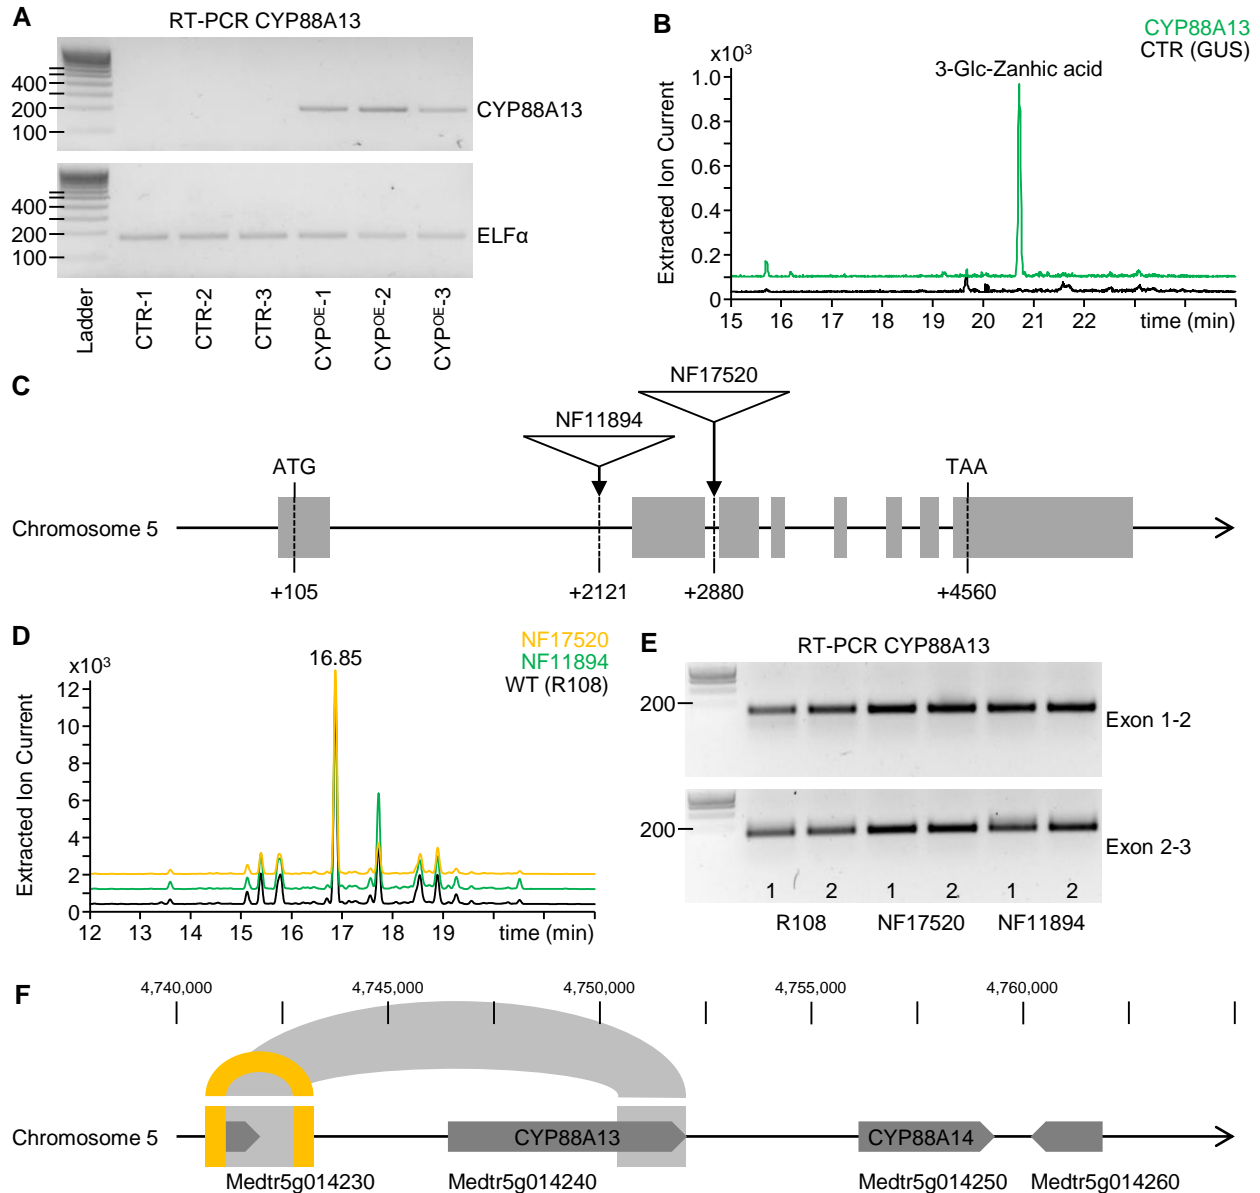 A
RT-PCR CYP88A13
400
200
100
CYP88A13
400
200
100
ELFα
Ladder
CTR-1
CTR-2
CTR-3
CYPOE-1
CYPOE-2
CYPOE-3
B
CYP88A13
CTR (GUS)
x10³
3-Glc-Zanhic acid
Extracted Ion Current
1.0
0.8
0.6
0.4
0.2
0
15 16 17 18 19 20 21 22 time (min)
C
NF17520
NF11894
ATG
TAA
Chromosome 5
+105
+2121
+2880
+4560
D
NF17520
NF11894
WT (R108)
x10³
16.85
Extracted Ion Current
12
10
8
6
4
2
0
12 13 14 15 16 17 18 19 time (min)
E
RT-PCR CYP88A13
200
Exon 1-2
200
Exon 2-3
1 2 1 2 1 2
R108 NF17520 NF11894
F
4,740,000 4,745,000 4,750,000 4,755,000 4,760,000
Chromosome 5
CYP88A13
CYP88A14
Medtr5g014230 Medtr5g014240 Medtr5g014250 Medtr5g014260